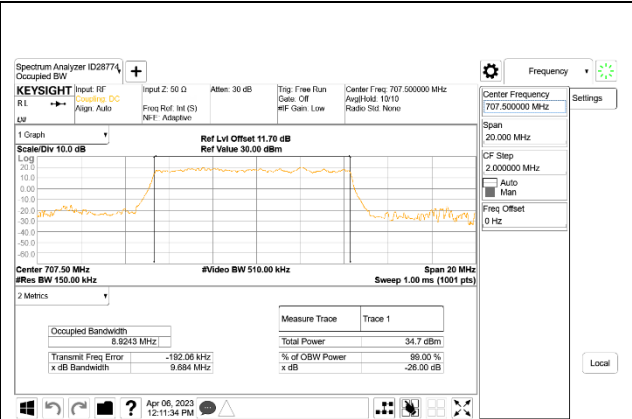 Spectrum Analyzer ID28774,
Occupied BW
Frequency
KEYSIGHT
R L
Input: RF
Coupling: DC
Align: Auto
Input Z: 50 Ω
Freq Ref: Int (S)
NFE: Adaptive
Atten: 30 dB
Trig: Free Run
Gate: Off
#IF Gain: Low
Center Freq: 707.500000 MHz
Avg|Hold: 10/10
Radio Std: None
Center Frequency
707.500000 MHz
Settings
Span
20.000 MHz
CF Step
2.000000 MHz
Auto
Man
Freq Offset
0 Hz
1 Graph
Scale/Div 10.0 dB
Ref Lvl Offset 11.70 dB
Ref Value 30.00 dBm
Log
20.0
10.0
0.00
-10.0
-20.0
-30.0
-40.0
-50.0
-60.0
Center 707.50 MHz
#Res BW 150.00 kHz
#Video BW 510.00 kHz
Span 20 MHz
Sweep 1.00 ms (1001 pts)
2 Metrics
Measure Trace
Trace 1
Occupied Bandwidth
8.9243 MHz
Total Power
34.7 dBm
Transmit Freq Error
-192.06 kHz
% of OBW Power
99.00 %
x dB Bandwidth
9.684 MHz
x dB
-26.00 dB
Local
Apr 06, 2023
12:11:34 PM